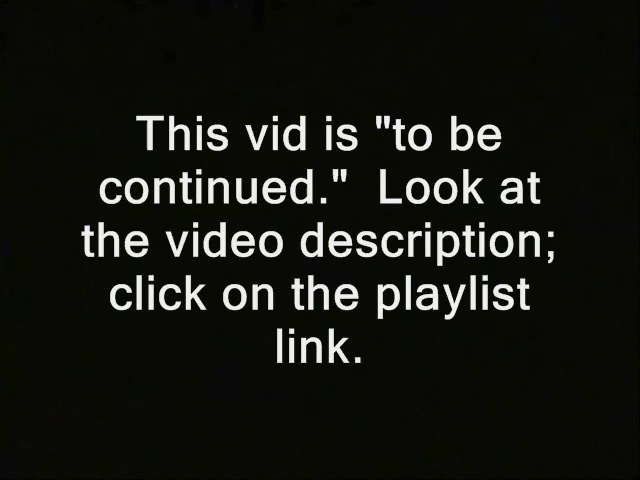 This vid is "to be
continued."  Look at
the video description;
click on the playlist
link.